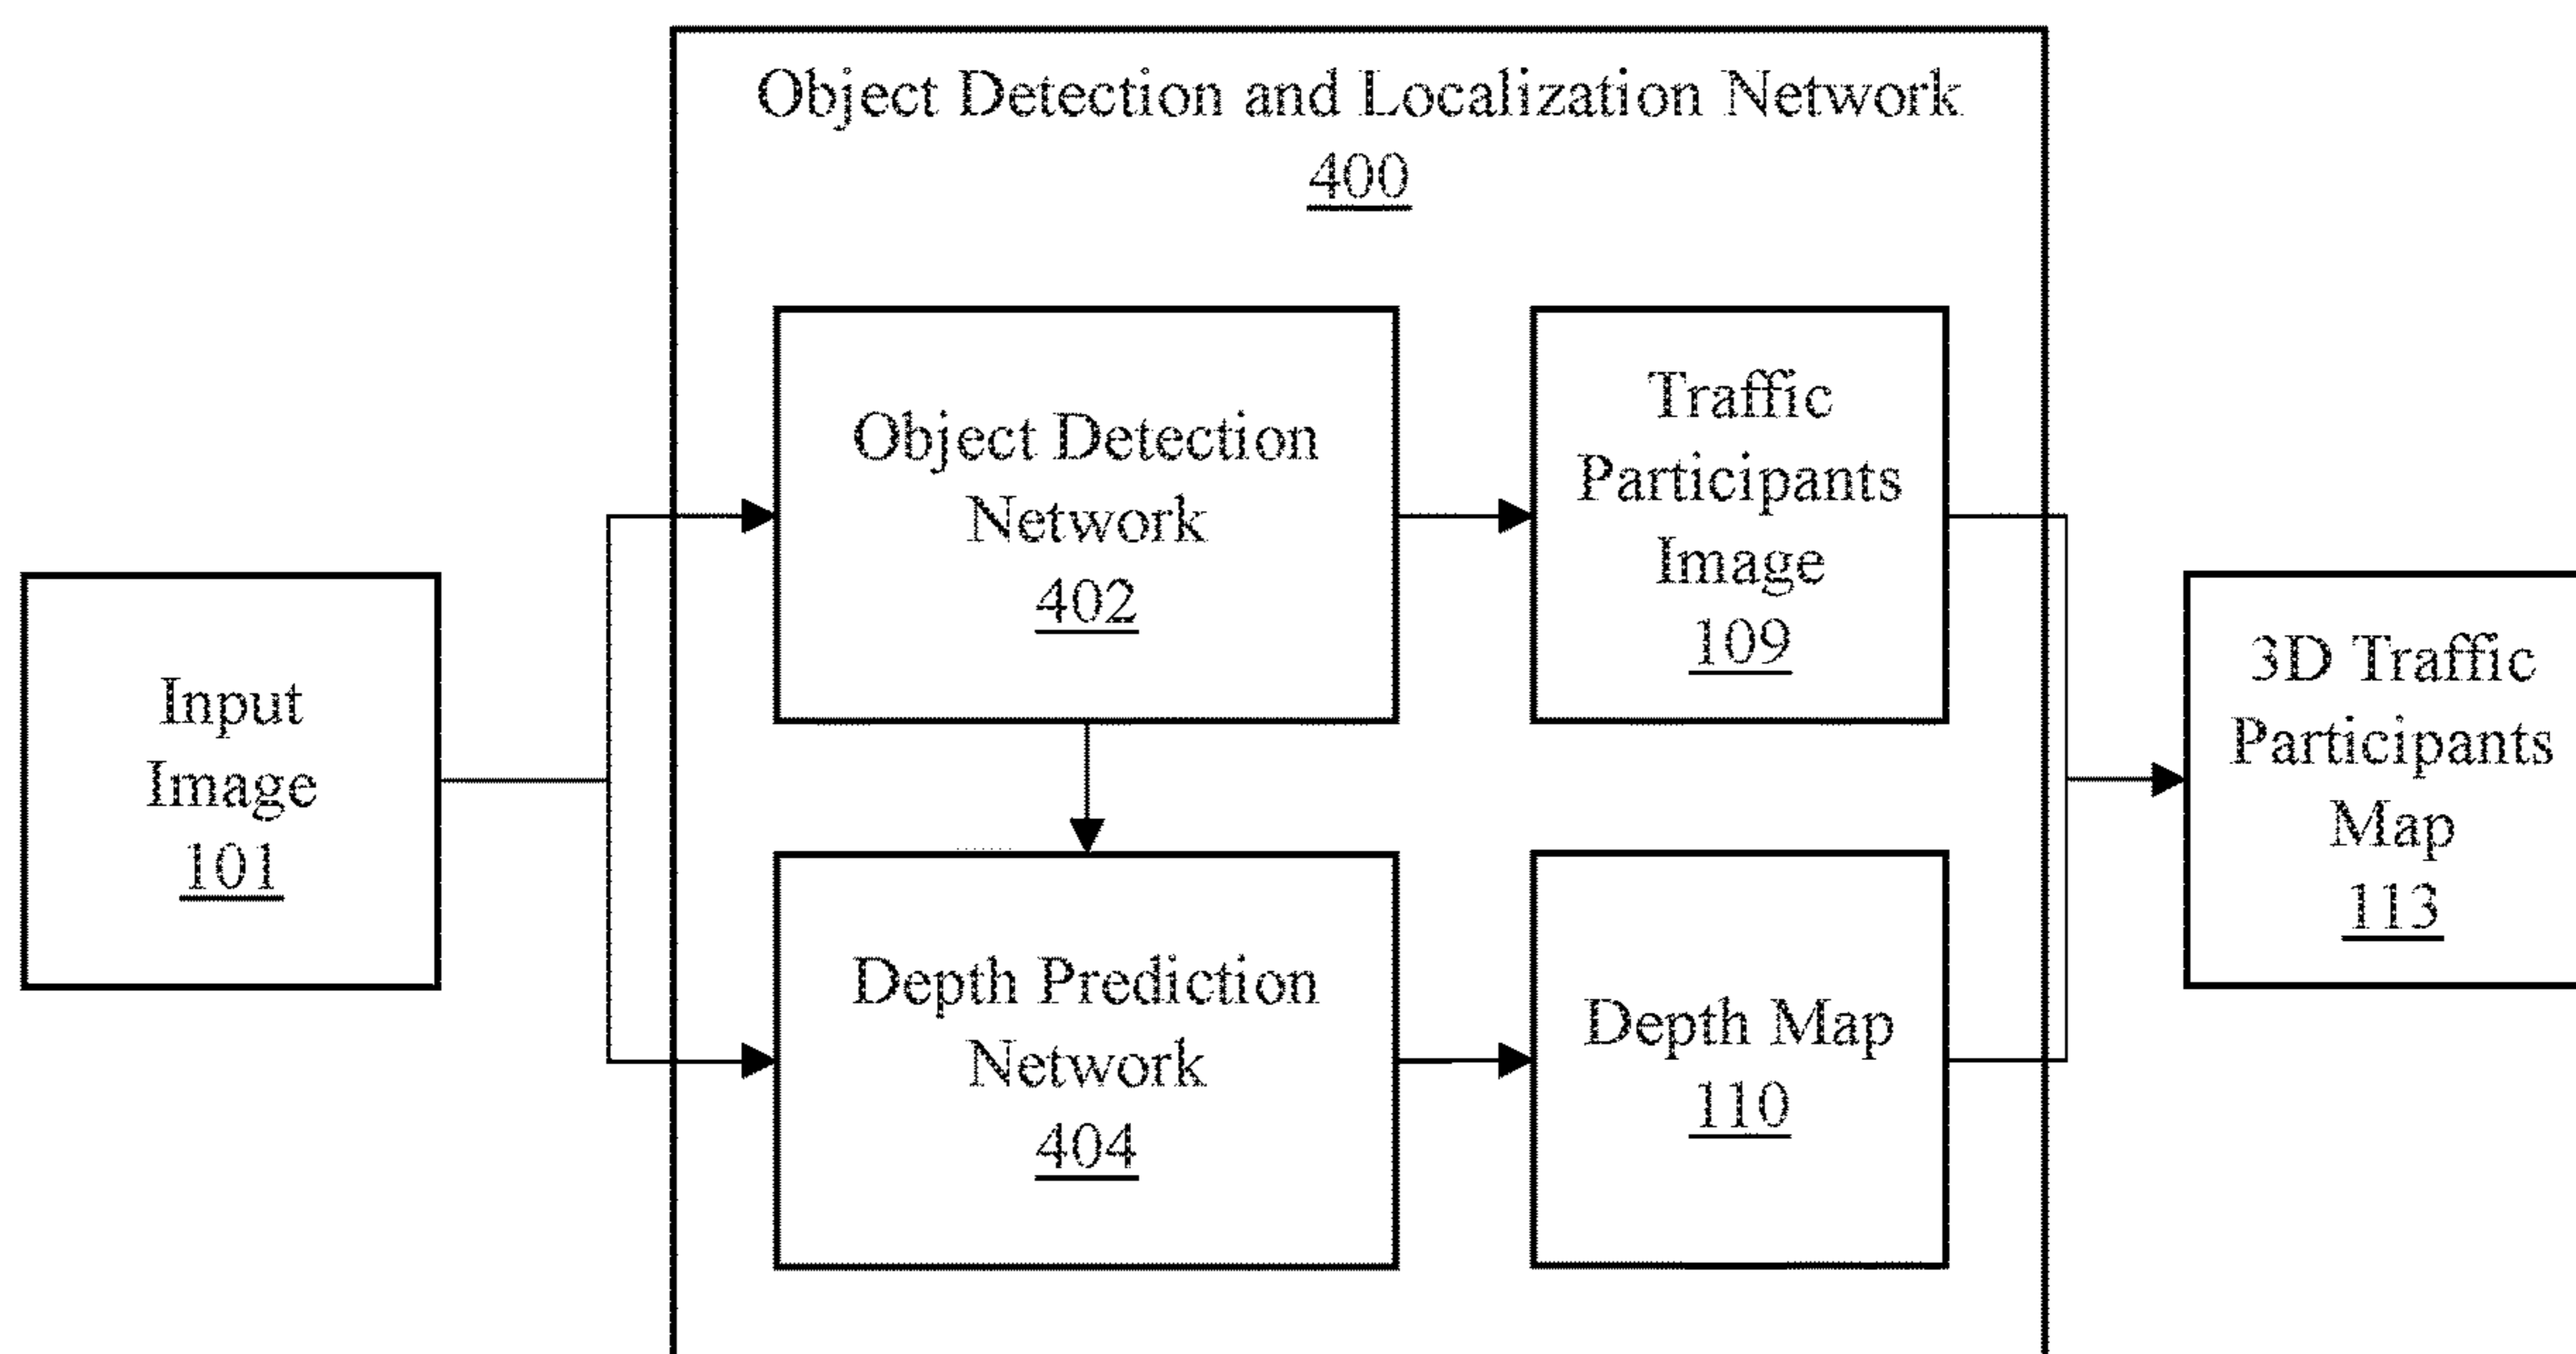 Object Detection and Localization Network
400
Input
Image
101
Object Detection
Network
402
Traffic
Participants
Image
109
Depth Prediction
Network
404
Depth Map
110
3D Traffic
Participants
Map
113